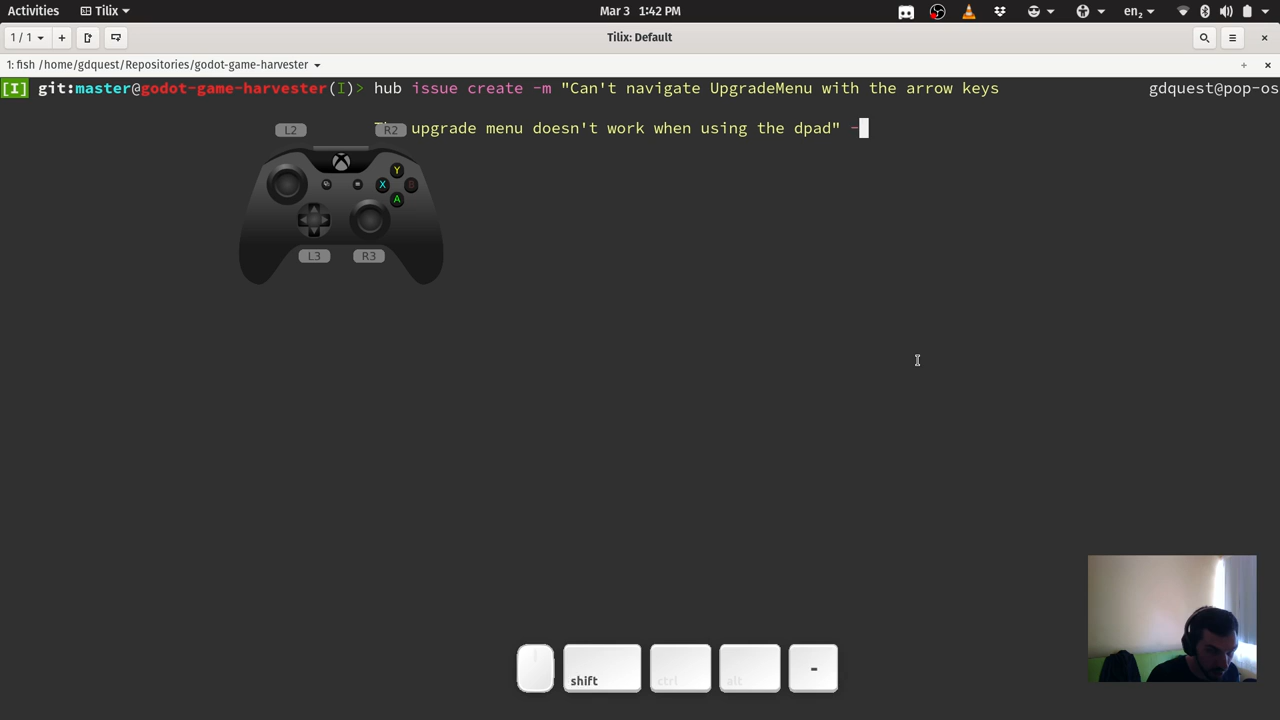 Activities Tilix Mar 3 1:42 PM en₂
1 / 1 + Tilix: Default
1: fish /home/gdquest/Repositories/godot-game-harvester
[I] git:master@godot-game-harvester(I)> hub issue create -m "Can't navigate UpgradeMenu with the arrow keys gdquest@pop-os
upgrade menu doesn't work when using the dpad" -
L2 R2
Y
X B
A
L3 R3
shift ctrl alt -